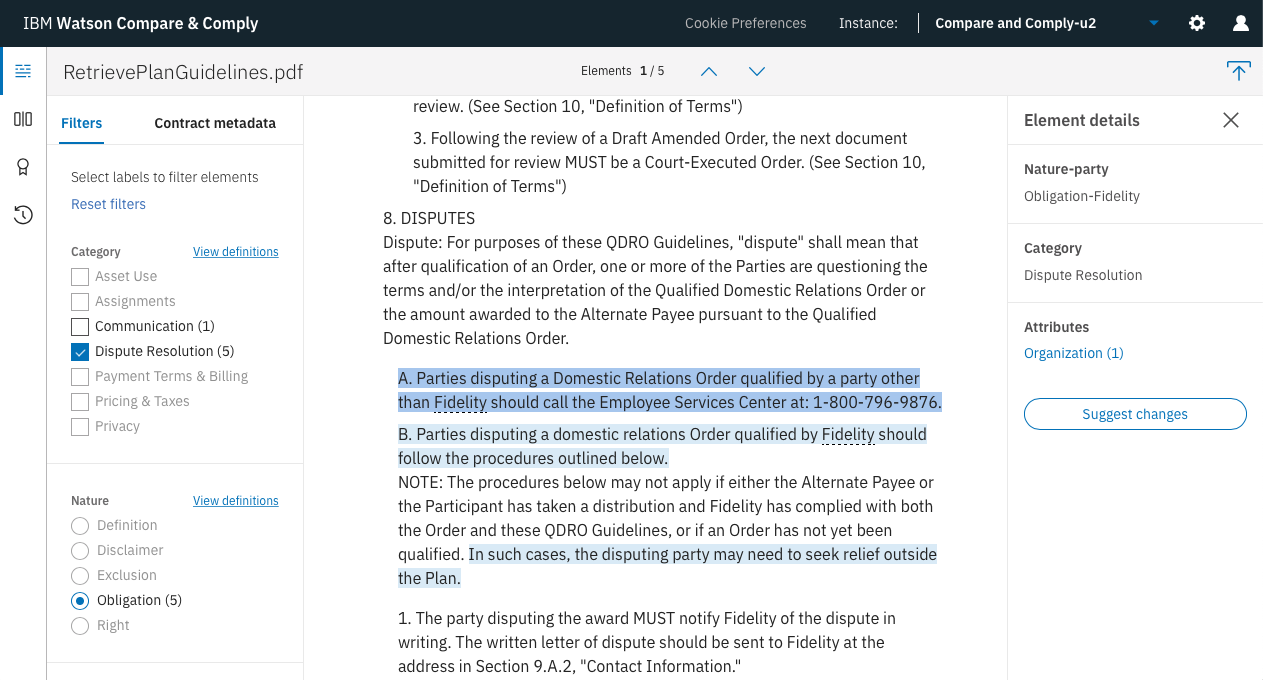 IBM Watson Compare & Comply
Cookie Preferences
Instance:
Compare and Comply-u2
RetrievePlanGuidelines.pdf
Elements 1 / 5
Filters
Contract metadata
Select labels to filter elements
Reset filters
Category
View definitions
Asset Use
Assignments
Communication (1)
Dispute Resolution (5)
Payment Terms & Billing
Pricing & Taxes
Privacy
Nature
View definitions
Definition
Disclaimer
Exclusion
Obligation (5)
Right
review. (See Section 10, "Definition of Terms")
3. Following the review of a Draft Amended Order, the next document
submitted for review MUST be a Court-Executed Order. (See Section 10,
"Definition of Terms")
8. DISPUTES
Dispute: For purposes of these QDRO Guidelines, "dispute" shall mean that
after qualification of an Order, one or more of the Parties are questioning the
terms and/or the interpretation of the Qualified Domestic Relations Order or
the amount awarded to the Alternate Payee pursuant to the Qualified
Domestic Relations Order.
A. Parties disputing a Domestic Relations Order qualified by a party other
than Fidelity should call the Employee Services Center at: 1-800-796-9876.
B. Parties disputing a domestic relations Order qualified by Fidelity should
follow the procedures outlined below.
NOTE: The procedures below may not apply if either the Alternate Payee or
the Participant has taken a distribution and Fidelity has complied with both
the Order and these QDRO Guidelines, or if an Order has not yet been
qualified. In such cases, the disputing party may need to seek relief outside
the Plan.
1. The party disputing the award MUST notify Fidelity of the dispute in
writing. The written letter of dispute should be sent to Fidelity at the
address in Section 9.A.2, "Contact Information."
Element details
Nature-party
Obligation-Fidelity
Category
Dispute Resolution
Attributes
Organization (1)
Suggest changes